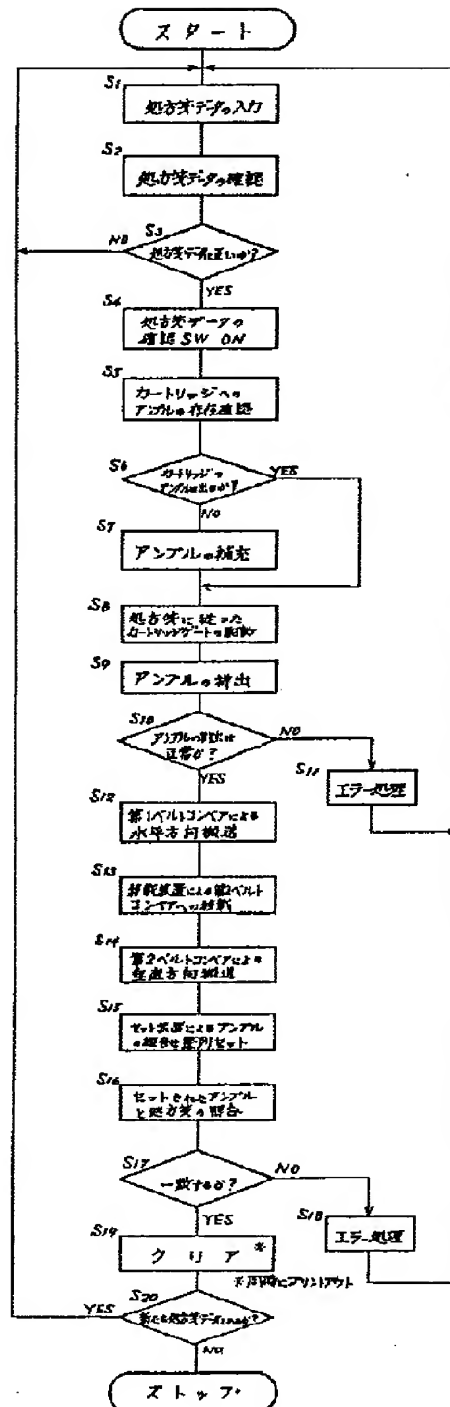 スタート
S1
処方箋データの入力
S2
処方箋データの確認
S3
NO
処方箋データは正しいか?
YES
S4
処方箋データの
確認 SW ON
S5
カートリッジへの
アンプルの存在確認
S6
カートリッジに
アンプルは
YES
NO
S7
アンプルの補充
S8
処方箋に従った
カートリッジゲートの駆動
S9
アンプルの排出
S10
アンプルの排出は
正常か?
NO
YES
S11
エラー処理
S12
第1ベルトコンベアによる
水平方向搬送
S13
移載装置による第2ベルト
コンベアへの移載
S14
第2ベルトコンベアによる
垂直方向搬送
S15
セット装置によるアンプル
の組合せ整列セット
S16
セットされたアンプル
と処方箋の照合
S17
一致するか?
NO
YES
S18
エラー処理
S19
クリア *
*同時にプリントアウト
S20
YES
新たな処方箋データはあるか?
NO
ストップ